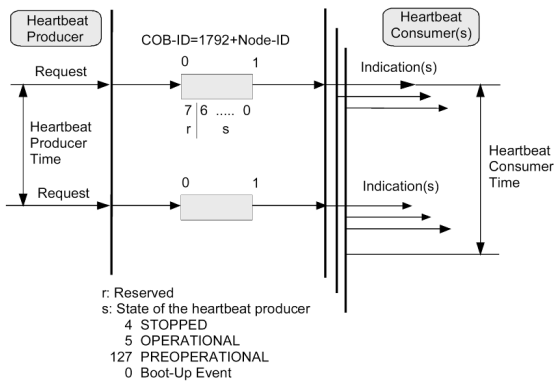 Heartbeat
Producer
Heartbeat
Consumer(s)
COB-ID=1792+Node-ID
0 1
Request
Indication(s)
7 6 ..... 0
r s
Heartbeat
Producer
Time
Heartbeat
Consumer
Time
Request
0 1
Indication(s)
r: Reserved
s: State of the heartbeat producer
4 STOPPED
5 OPERATIONAL
127 PREOPERATIONAL
0 Boot-Up Event